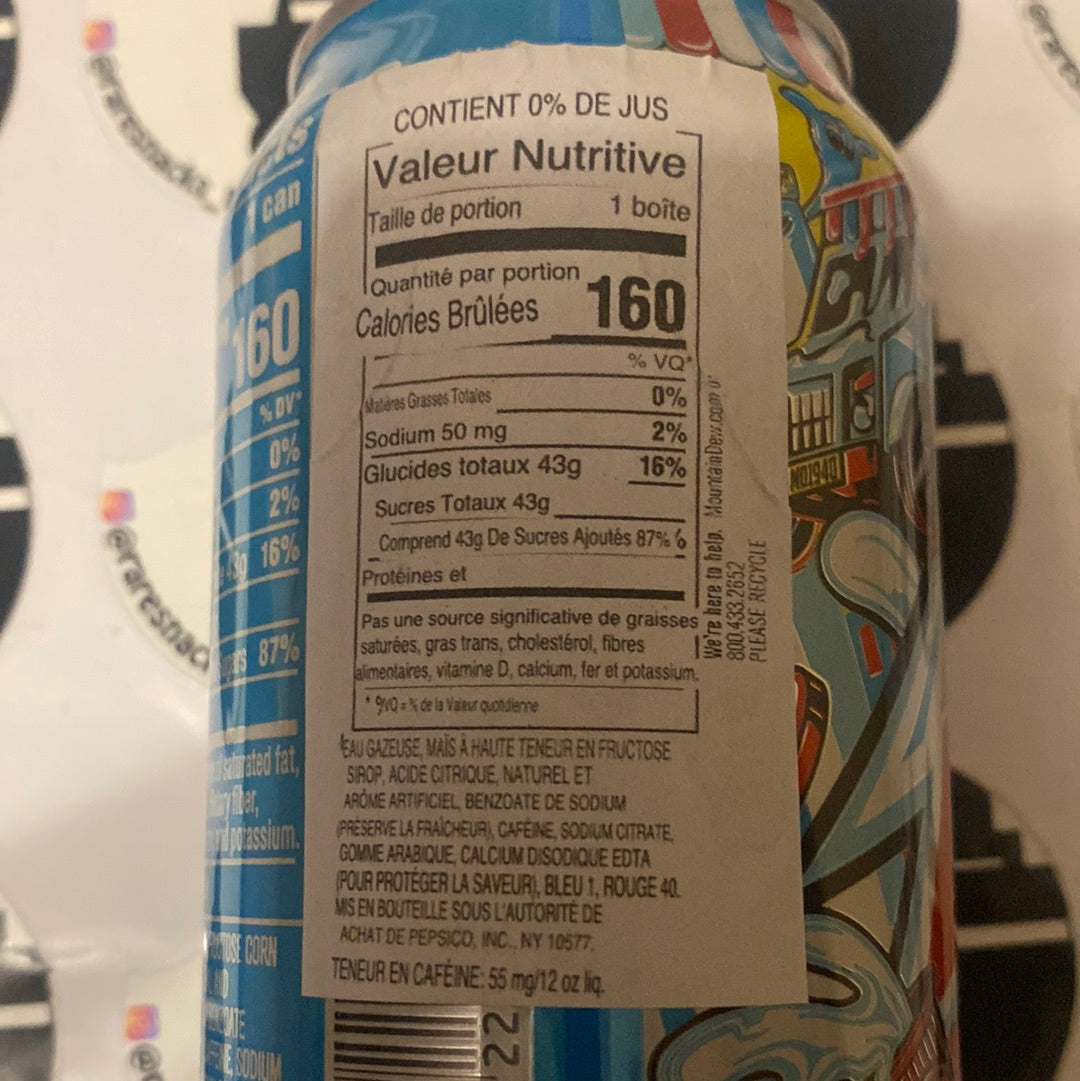 CONTIENT 0% DE JUS
Valeur Nutritive
Taille de portion 1 boîte
Quantité par portion
Calories Brûlées 160
% VQ*
Matières Grasses Totales 0%
Sodium 50 mg 2%
Glucides totaux 43g 16%
Sucres Totaux 43g
Comprend 43g De Sucres Ajoutés 87%
Protéines et
Pas une source significative de graisses
saturées, gras trans, cholestérol, fibres
alimentaires, vitamine D, calcium, fer et potassium.
* %VQ = % de la Valeur quotidienne
EAU GAZEUSE, MAÏS À HAUTE TENEUR EN FRUCTOSE
SIROP, ACIDE CITRIQUE, NATUREL ET
ARÔME ARTIFICIEL, BENZOATE DE SODIUM
(PRÉSERVE LA FRAÎCHEUR), CAFÉINE, SODIUM CITRATE,
GOMME ARABIQUE, CALCIUM DISODIQUE EDTA
(POUR PROTÉGER LA SAVEUR), BLEU 1, ROUGE 40.
MIS EN BOUTEILLE SOUS L'AUTORITÉ DE
ACHAT DE PEPSICO, INC., NY 10577.
TENEUR EN CAFÉINE: 55 mg/12 oz liq.
We're here to help. MountainDew.com
800.433.2652
PLEASE RECYCLE
1 can
160
% DV*
0%
2%
16%
87%
saturated fat,
fiber,
potassium.
CORN
SODIUM
22
M01940
@raresnack
@raresnac